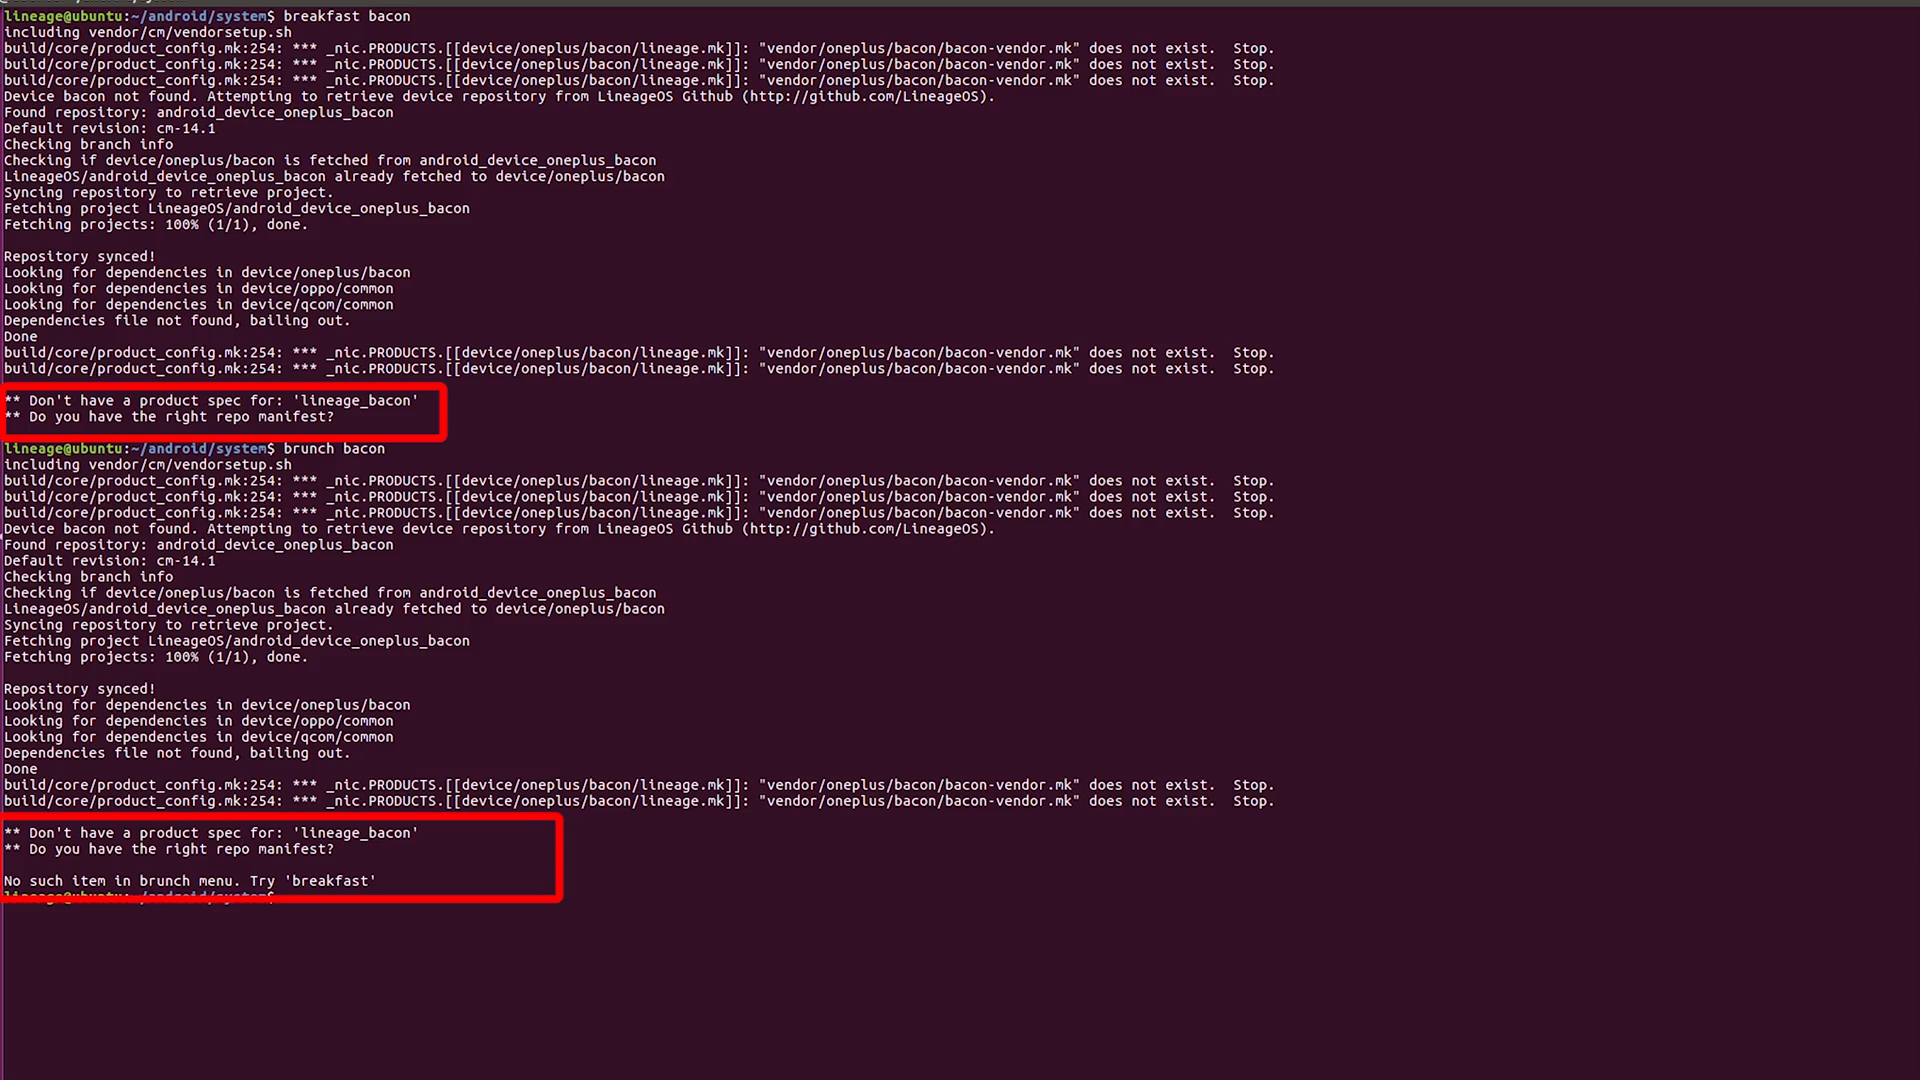 lineage@ubuntu:~/android/system$ breakfast bacon
including vendor/cm/vendorsetup.sh
build/core/product_config.mk:254: *** _nic.PRODUCTS.[[device/oneplus/bacon/lineage.mk]]: "vendor/oneplus/bacon/bacon-vendor.mk" does not exist.  Stop.
build/core/product_config.mk:254: *** _nic.PRODUCTS.[[device/oneplus/bacon/lineage.mk]]: "vendor/oneplus/bacon/bacon-vendor.mk" does not exist.  Stop.
build/core/product_config.mk:254: *** _nic.PRODUCTS.[[device/oneplus/bacon/lineage.mk]]: "vendor/oneplus/bacon/bacon-vendor.mk" does not exist.  Stop.
Device bacon not found. Attempting to retrieve device repository from LineageOS Github (http://github.com/LineageOS).
Found repository: android_device_oneplus_bacon
Default revision: cm-14.1
Checking branch info
Checking if device/oneplus/bacon is fetched from android_device_oneplus_bacon
LineageOS/android_device_oneplus_bacon already fetched to device/oneplus/bacon
Syncing repository to retrieve project.
Fetching project LineageOS/android_device_oneplus_bacon
Fetching projects: 100% (1/1), done.
Repository synced!
Looking for dependencies in device/oneplus/bacon
Looking for dependencies in device/oppo/common
Looking for dependencies in device/qcom/common
Dependencies file not found, bailing out.
Done
build/core/product_config.mk:254: *** _nic.PRODUCTS.[[device/oneplus/bacon/lineage.mk]]: "vendor/oneplus/bacon/bacon-vendor.mk" does not exist.  Stop.
build/core/product_config.mk:254: *** _nic.PRODUCTS.[[device/oneplus/bacon/lineage.mk]]: "vendor/oneplus/bacon/bacon-vendor.mk" does not exist.  Stop.
** Don't have a product spec for: 'lineage_bacon'
** Do you have the right repo manifest?
lineage@ubuntu:~/android/system$ brunch bacon
including vendor/cm/vendorsetup.sh
build/core/product_config.mk:254: *** _nic.PRODUCTS.[[device/oneplus/bacon/lineage.mk]]: "vendor/oneplus/bacon/bacon-vendor.mk" does not exist.  Stop.
build/core/product_config.mk:254: *** _nic.PRODUCTS.[[device/oneplus/bacon/lineage.mk]]: "vendor/oneplus/bacon/bacon-vendor.mk" does not exist.  Stop.
build/core/product_config.mk:254: *** _nic.PRODUCTS.[[device/oneplus/bacon/lineage.mk]]: "vendor/oneplus/bacon/bacon-vendor.mk" does not exist.  Stop.
Device bacon not found. Attempting to retrieve device repository from LineageOS Github (http://github.com/LineageOS).
Found repository: android_device_oneplus_bacon
Default revision: cm-14.1
Checking branch info
Checking if device/oneplus/bacon is fetched from android_device_oneplus_bacon
LineageOS/android_device_oneplus_bacon already fetched to device/oneplus/bacon
Syncing repository to retrieve project.
Fetching project LineageOS/android_device_oneplus_bacon
Fetching projects: 100% (1/1), done.
Repository synced!
Looking for dependencies in device/oneplus/bacon
Looking for dependencies in device/oppo/common
Looking for dependencies in device/qcom/common
Dependencies file not found, bailing out.
Done
build/core/product_config.mk:254: *** _nic.PRODUCTS.[[device/oneplus/bacon/lineage.mk]]: "vendor/oneplus/bacon/bacon-vendor.mk" does not exist.  Stop.
build/core/product_config.mk:254: *** _nic.PRODUCTS.[[device/oneplus/bacon/lineage.mk]]: "vendor/oneplus/bacon/bacon-vendor.mk" does not exist.  Stop.
** Don't have a product spec for: 'lineage_bacon'
** Do you have the right repo manifest?
No such item in brunch menu. Try 'breakfast'